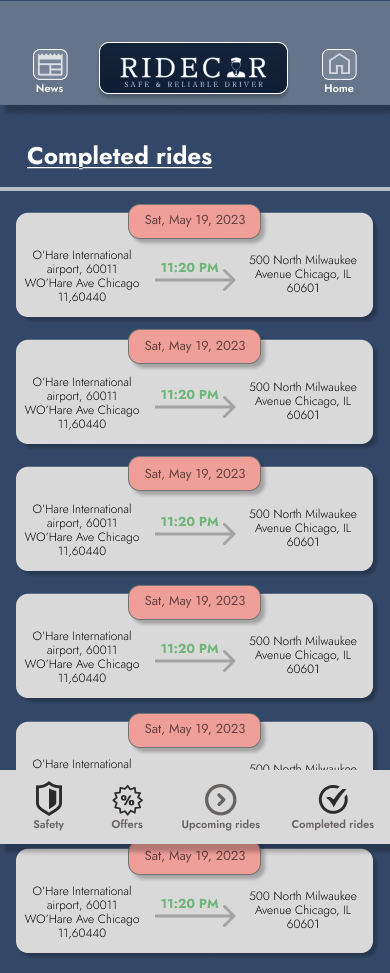 RIDECAR
SAFE & RELIABLE DRIVER
News
Home
Completed rides
Sat, May 19, 2023
O'Hare International
airport, 60011
WO'Hare Ave Chicago
11,60440
11:20 PM
500 North Milwaukee
Avenue Chicago, IL
60601
Sat, May 19, 2023
O'Hare International
airport, 60011
WO'Hare Ave Chicago
11,60440
11:20 PM
500 North Milwaukee
Avenue Chicago, IL
60601
Sat, May 19, 2023
O'Hare International
airport, 60011
WO'Hare Ave Chicago
11,60440
11:20 PM
500 North Milwaukee
Avenue Chicago, IL
60601
Sat, May 19, 2023
O'Hare International
airport, 60011
WO'Hare Ave Chicago
11,60440
11:20 PM
500 North Milwaukee
Avenue Chicago, IL
60601
Sat, May 19, 2023
O'Hare International
500 North Milwaukee
Safety
Offers
Upcoming rides
Completed rides
Sat, May 19, 2023
O'Hare International
airport, 60011
WO'Hare Ave Chicago
11,60440
11:20 PM
500 North Milwaukee
Avenue Chicago, IL
60601